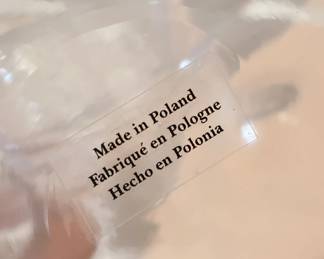 Made in Poland
Fabriqué en Pologne
Hecho en Polonia